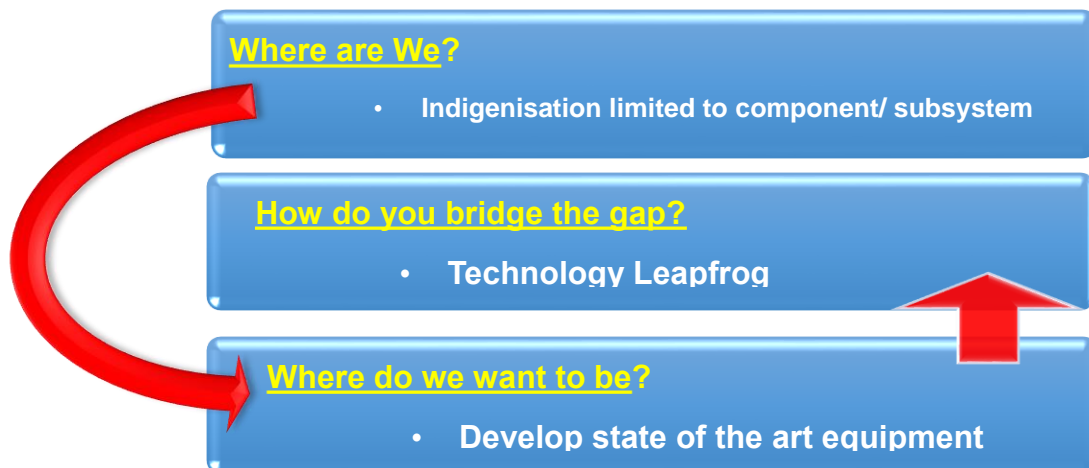 Where are We?
• Indigenisation limited to component/ subsystem
How do you bridge the gap?
• Technology Leapfrog
Where do we want to be?
• Develop state of the art equipment